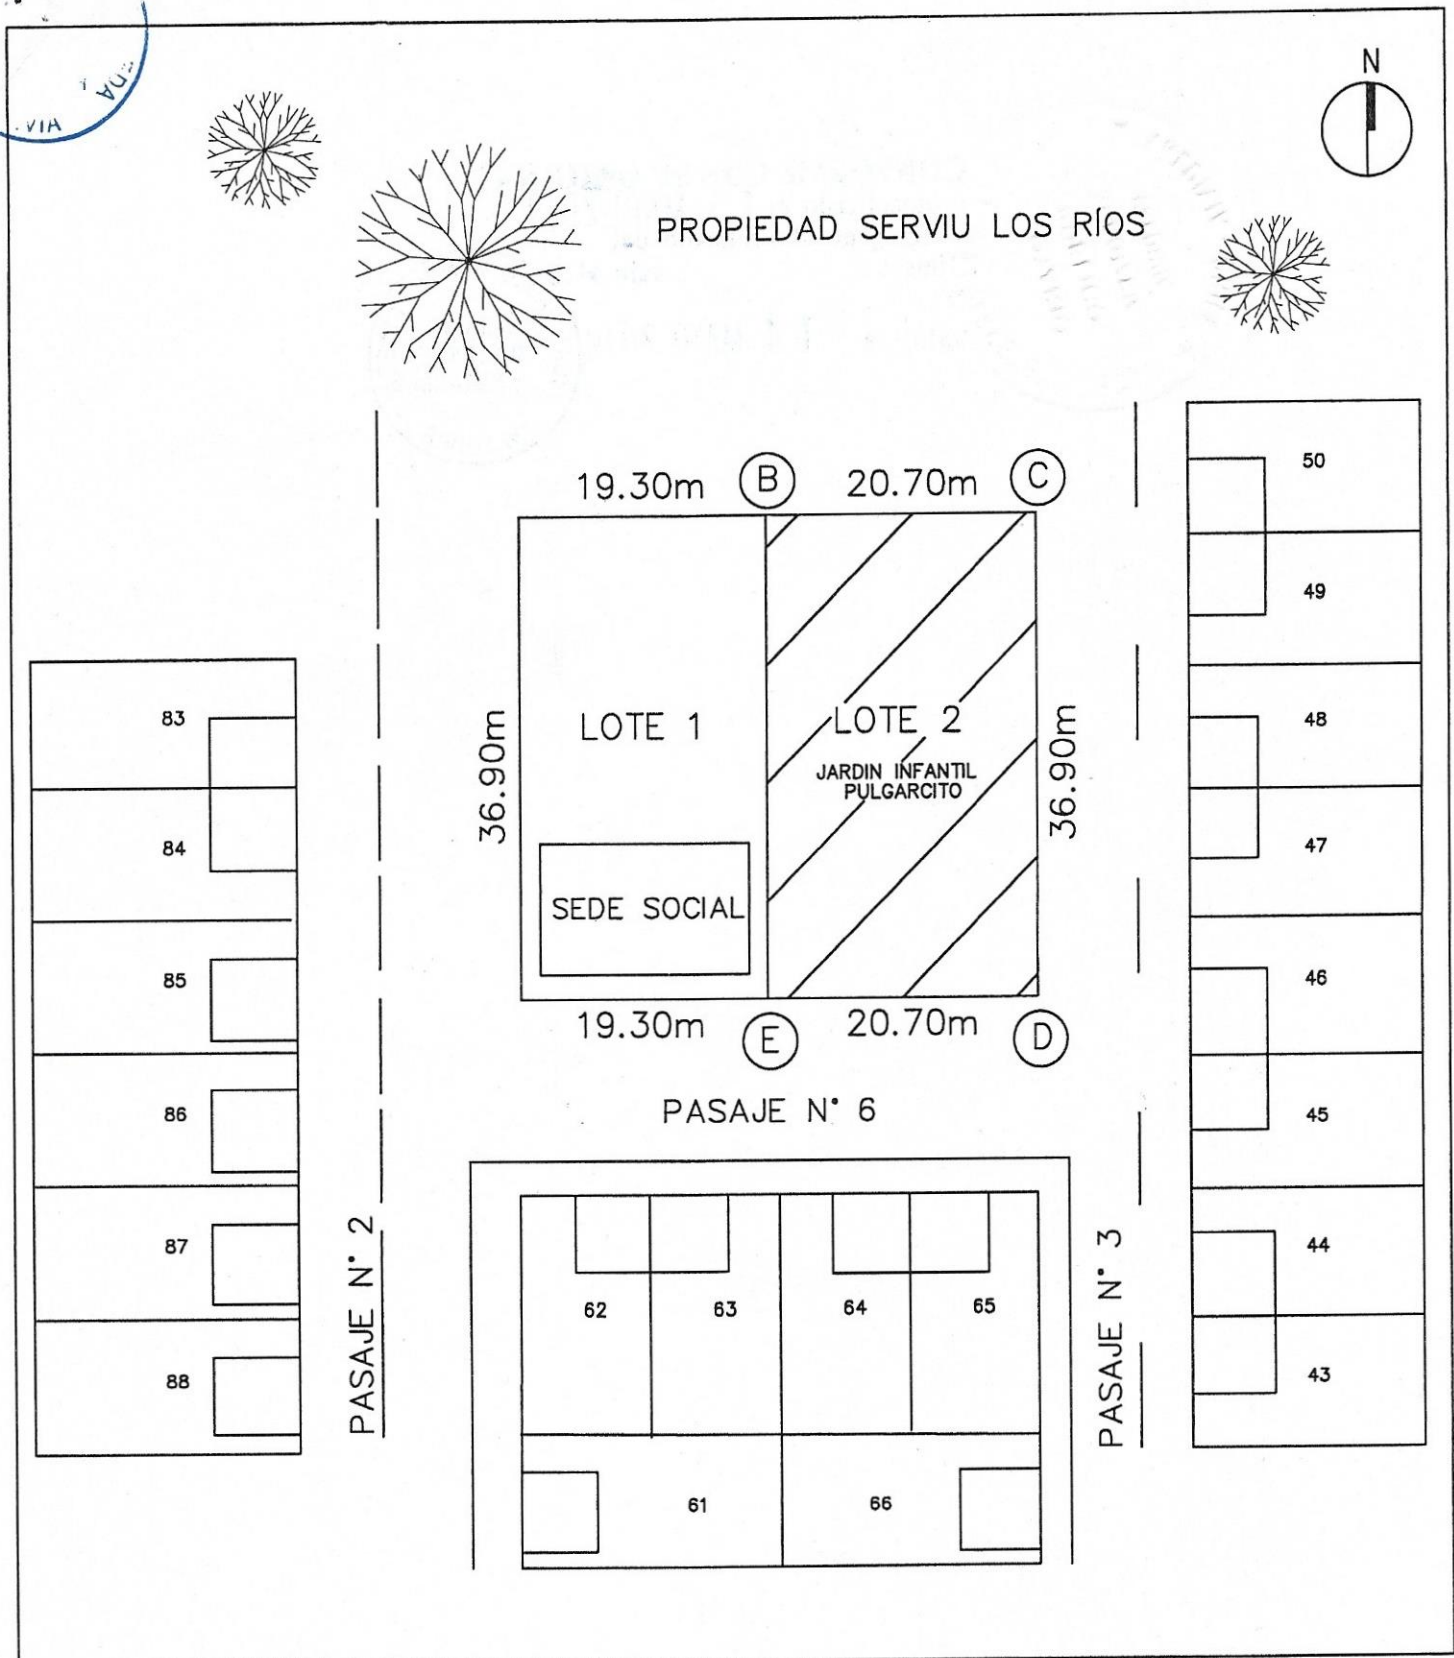 N
PROPIEDAD SERVIU LOS RÍOS
19.30m
B
20.70m
C
50
49
48
47
46
45
44
43
83
84
85
86
87
88
36.90m
LOTE 1
LOTE 2
JARDIN INFANTIL
PULGARCITO
36.90m
SEDE SOCIAL
19.30m
E
20.70m
D
PASAJE N° 6
PASAJE N° 2
PASAJE N° 3
62
63
64
65
61
66